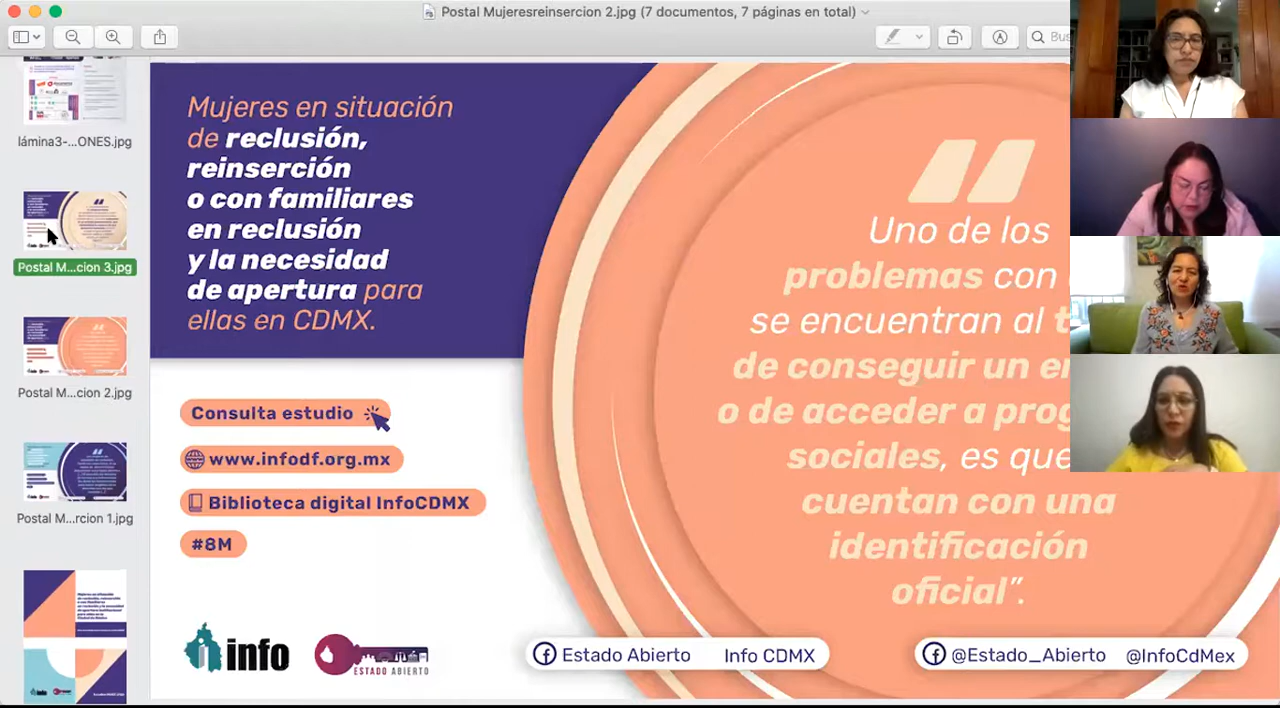 Postal Mujeresreinsercion 2.jpg (7 documentos, 7 páginas en total)
Bus
lámina3-...ONES.jpg
Postal M...cion 3.jpg
Postal M...cion 2.jpg
Postal M...rcion 1.jpg
Mujeres en situación
de reclusión,
reinserción
o con familiares
en reclusión
y la necesidad
de apertura para
ellas en CDMX.
Consulta estudio
www.infodf.org.mx
Biblioteca digital InfoCDMX
#8M
info
ESTADO ABIERTO
Uno de los
problemas con
se encuentran al
de conseguir un
o de acceder a
sociales, es que
cuentan con una
identificación
oficial”.
Estado Abierto Info CDMX
@Estado_Abierto @InfoCdMex